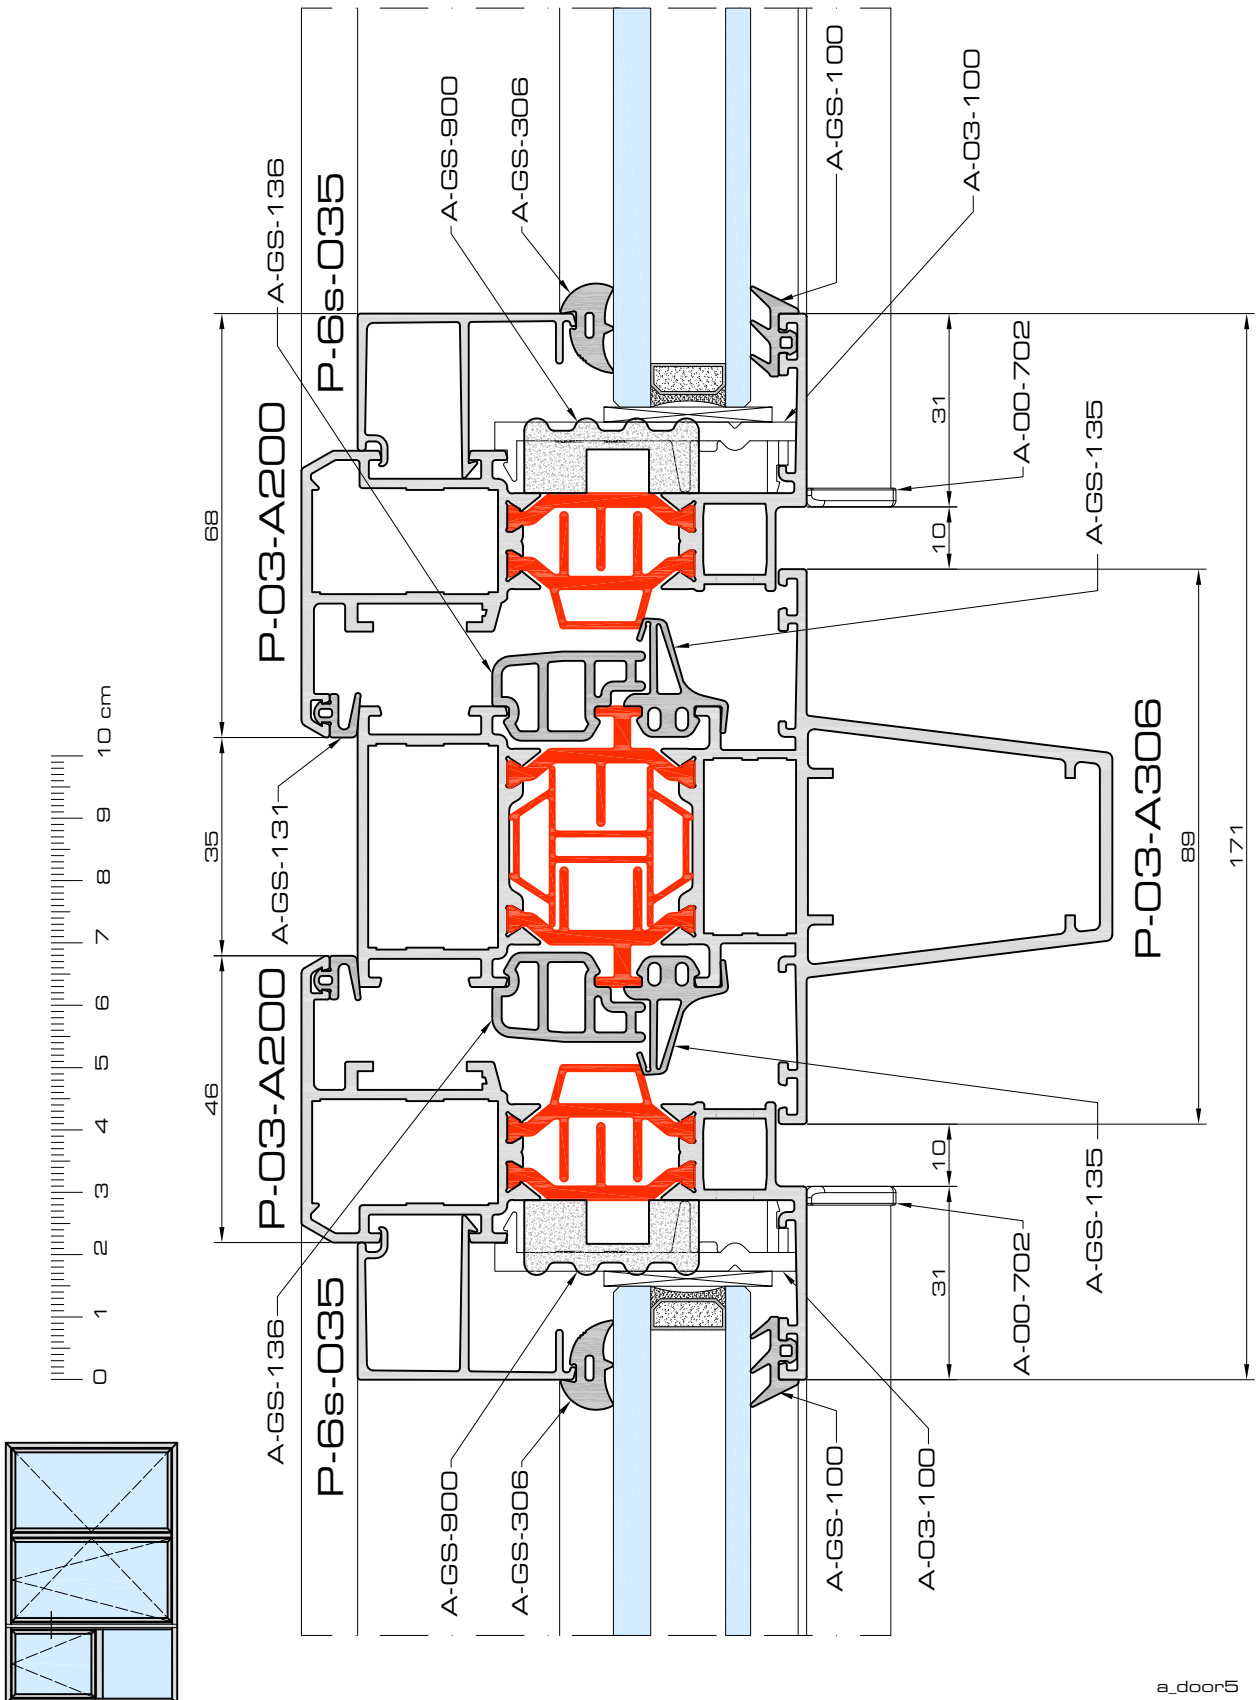 A-GS-136
P-6s-035
A-GS-900
A-GS-306
A-GS-100
A-03-100
68
P-03-A200
31
A-00-702
10
A-GS-135
10 cm
9
8
7
6
5
4
3
2
1
0
35
A-GS-131
P-03-A306
89
171
46
P-03-A200
10
A-GS-135
31
A-00-702
A-GS-136
P-6s-035
A-GS-900
A-GS-306
A-GS-100
A-03-100
a_door5